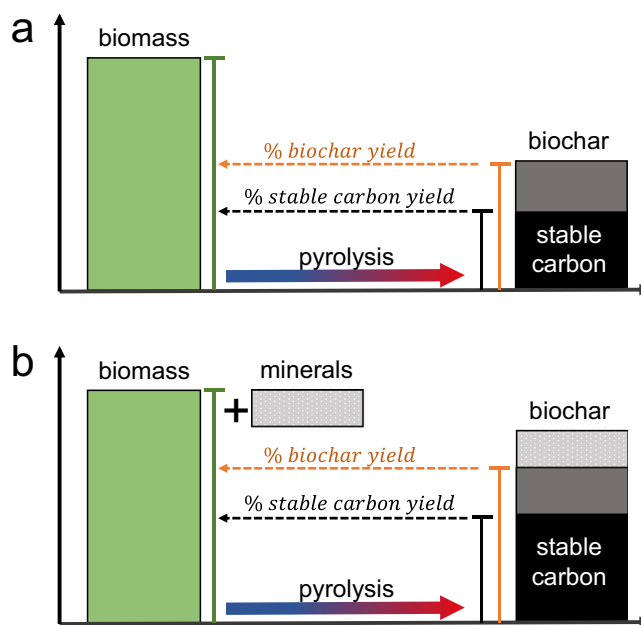 a
biomass
% biochar yield
biochar
% stable carbon yield
stable
carbon
pyrolysis
b
biomass
+
minerals
biochar
% biochar yield
% stable carbon yield
stable
carbon
pyrolysis